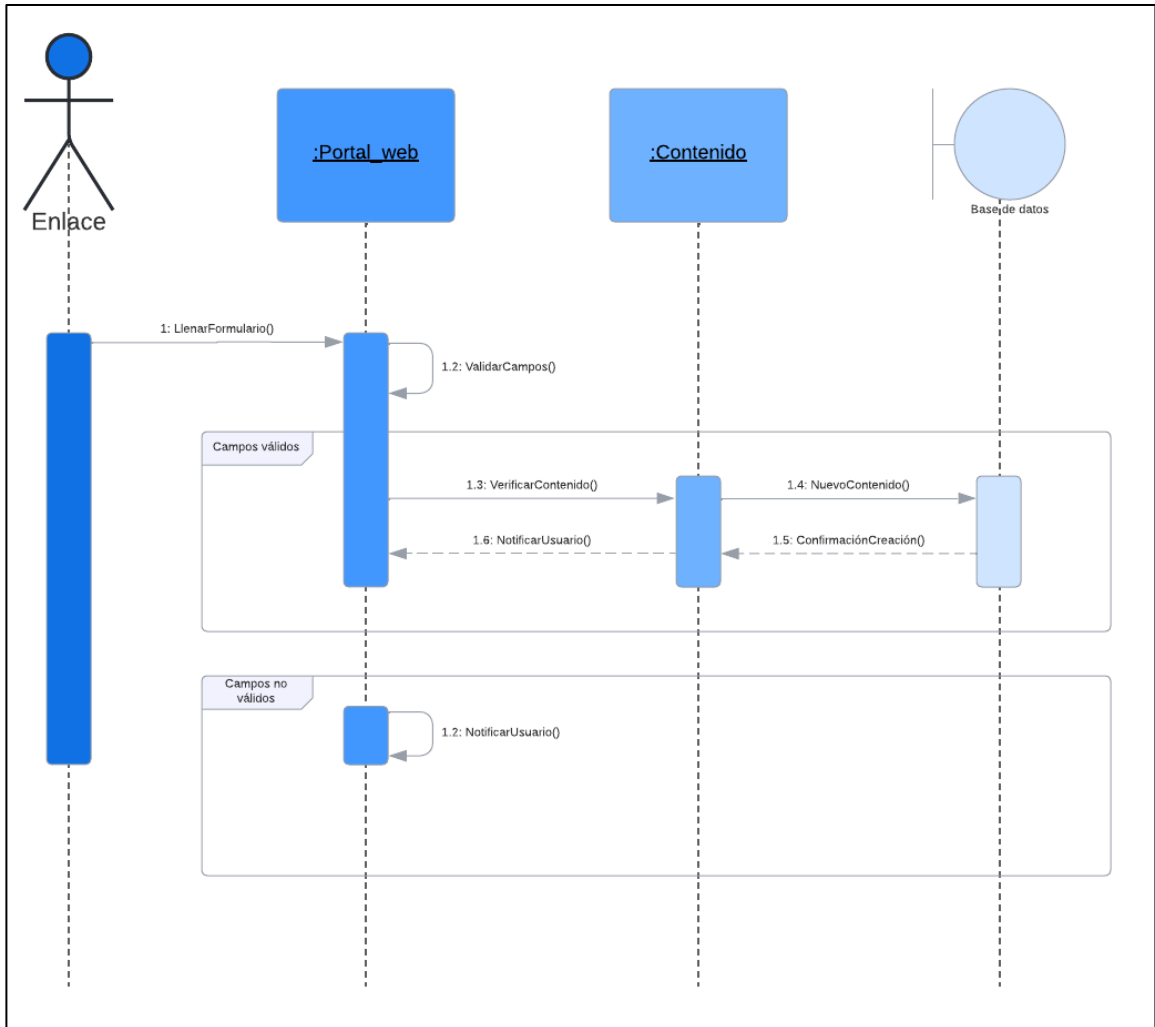 Enlace
:Portal_web
:Contenido
Base de datos
1: LlenarFormulario()
1.2: ValidarCampos()
Campos válidos
1.3: VerificarContenido()
1.4: NuevoContenido()
1.6: NotificarUsuario()
1.5: ConfirmaciónCreación()
Campos no
válidos
1.2: NotificarUsuario()